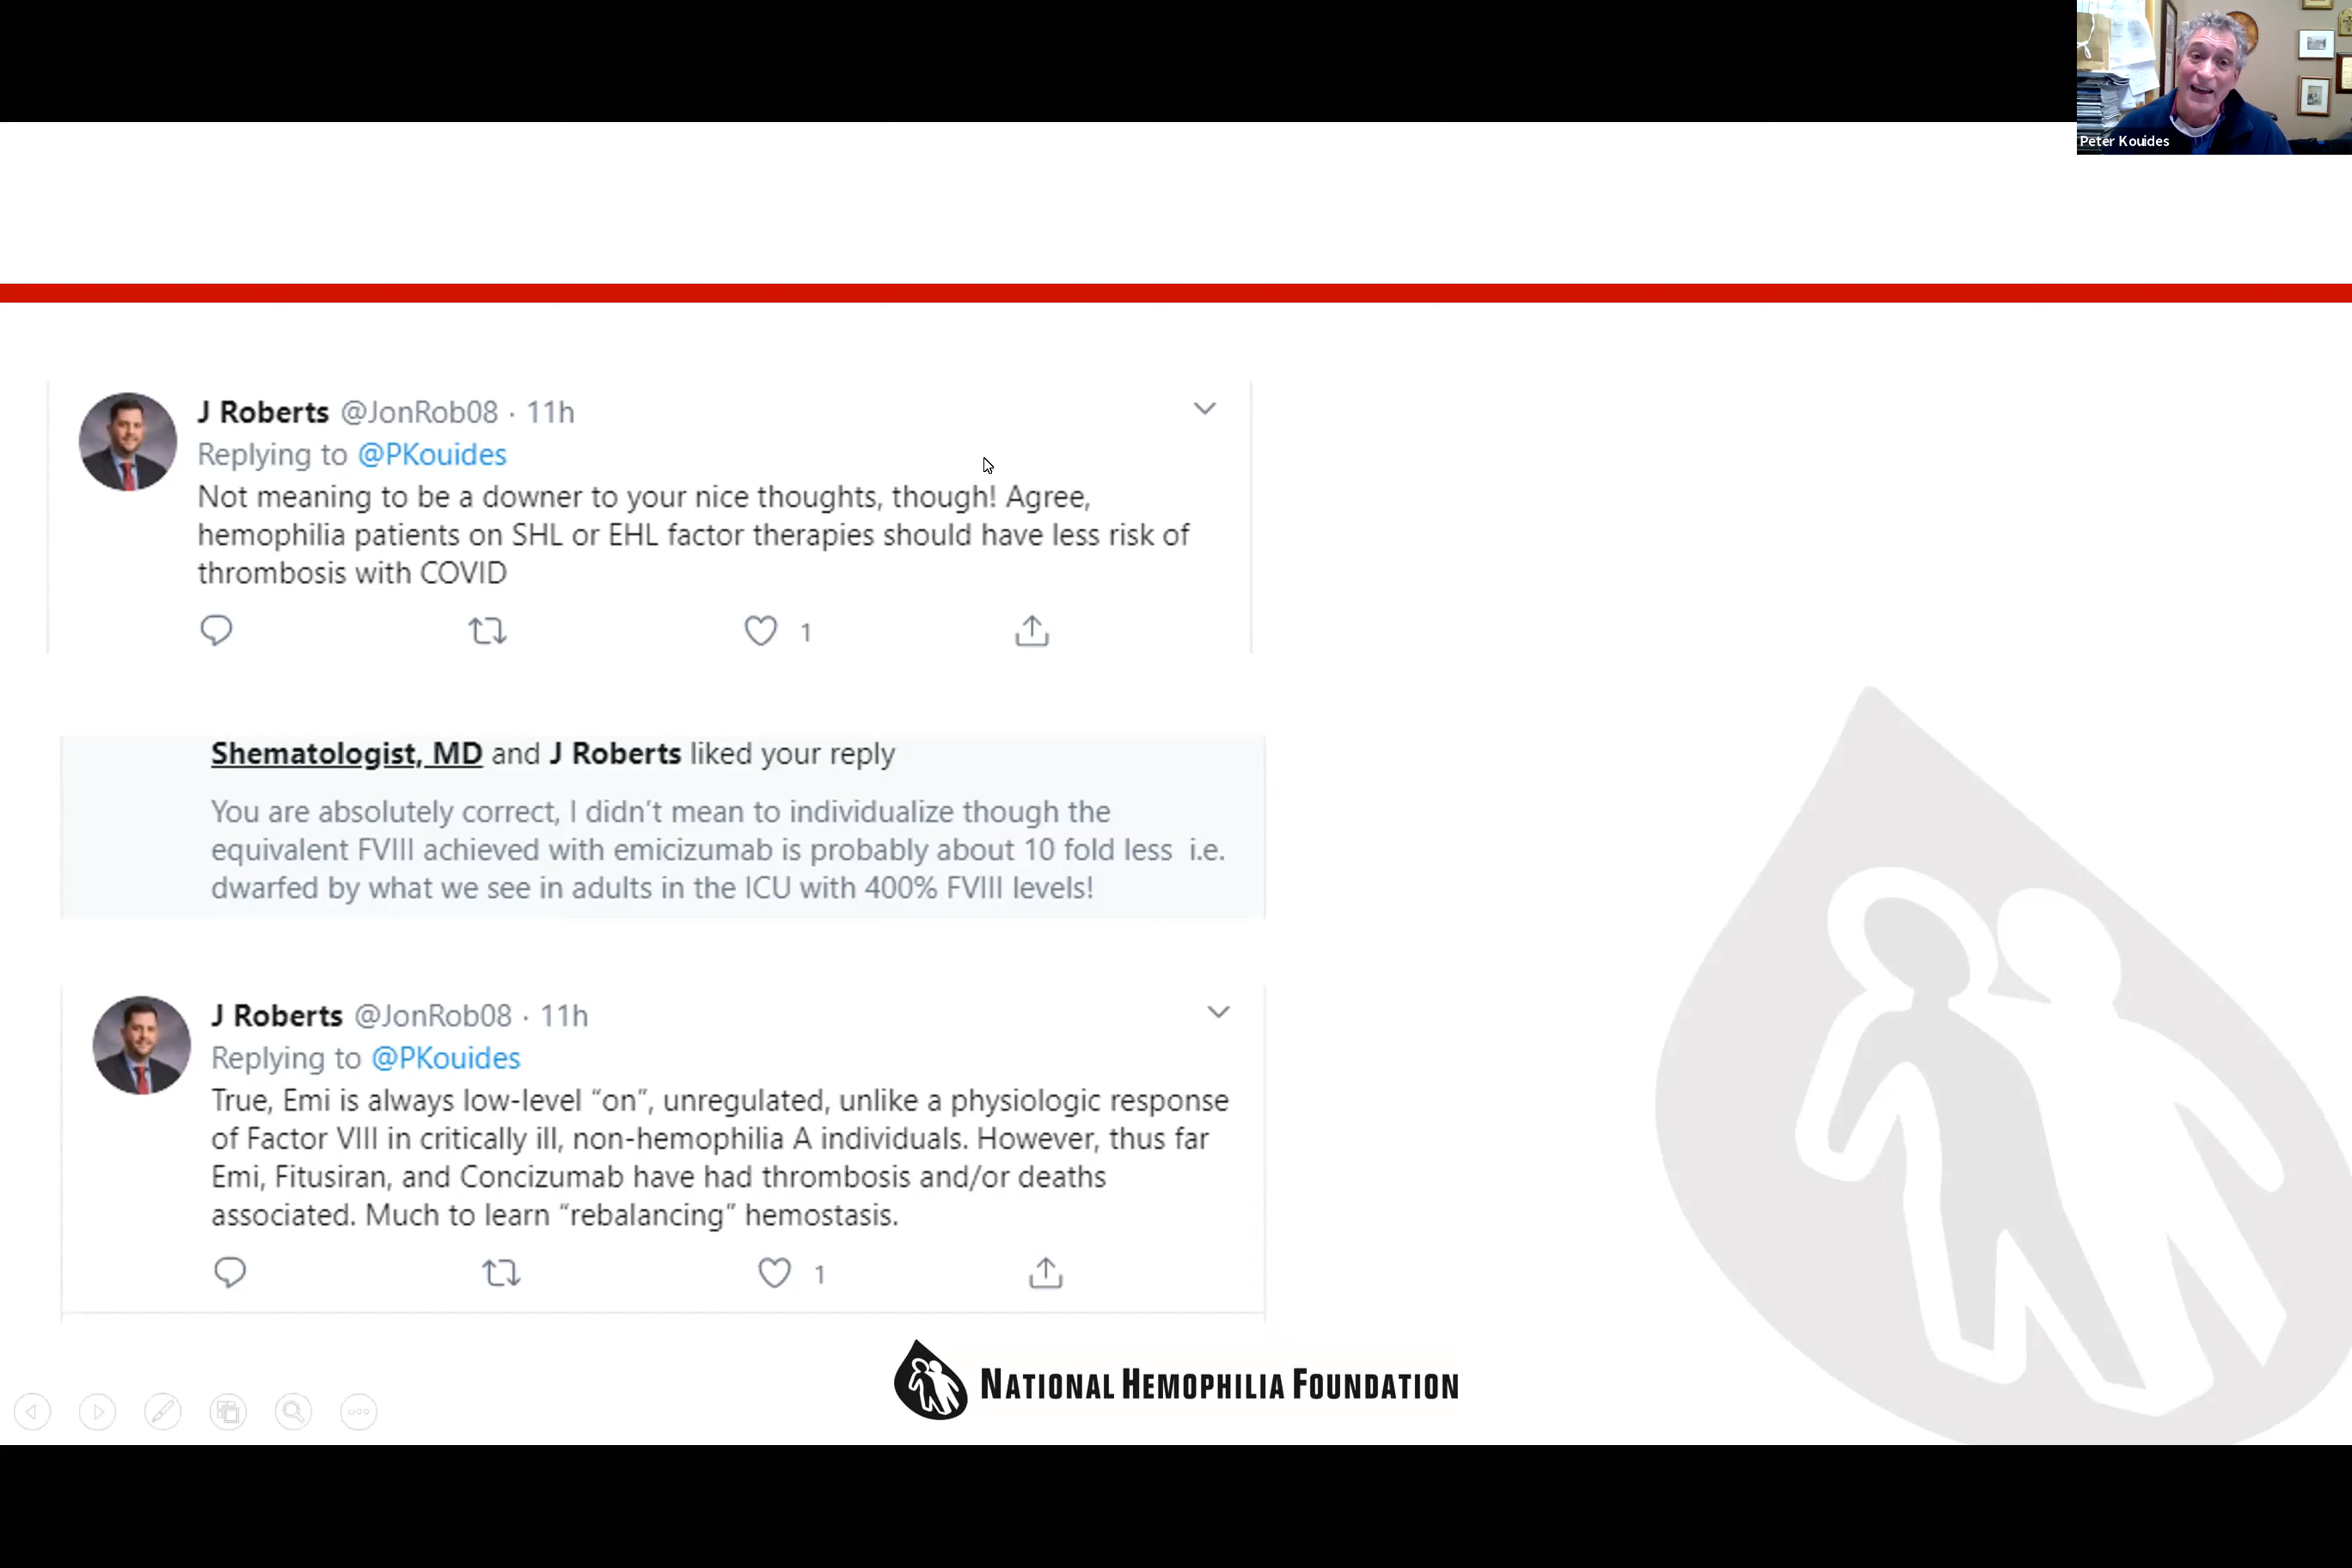 Peter Kouides
J Roberts @JonRob08 · 11h
Replying to @PKouides
Not meaning to be a downer to your nice thoughts, though! Agree,
hemophilia patients on SHL or EHL factor therapies should have less risk of
thrombosis with COVID
1
Shematologist, MD and J Roberts liked your reply
You are absolutely correct, I didn't mean to individualize though the
equivalent FVIII achieved with emicizumab is probably about 10 fold less i.e.
dwarfed by what we see in adults in the ICU with 400% FVIII levels!
J Roberts @JonRob08 · 11h
Replying to @PKouides
True, Emi is always low-level “on”, unregulated, unlike a physiologic response
of Factor VIII in critically ill, non-hemophilia A individuals. However, thus far
Emi, Fitusiran, and Concizumab have had thrombosis and/or deaths
associated. Much to learn “rebalancing” hemostasis.
1
NATIONAL HEMOPHILIA FOUNDATION